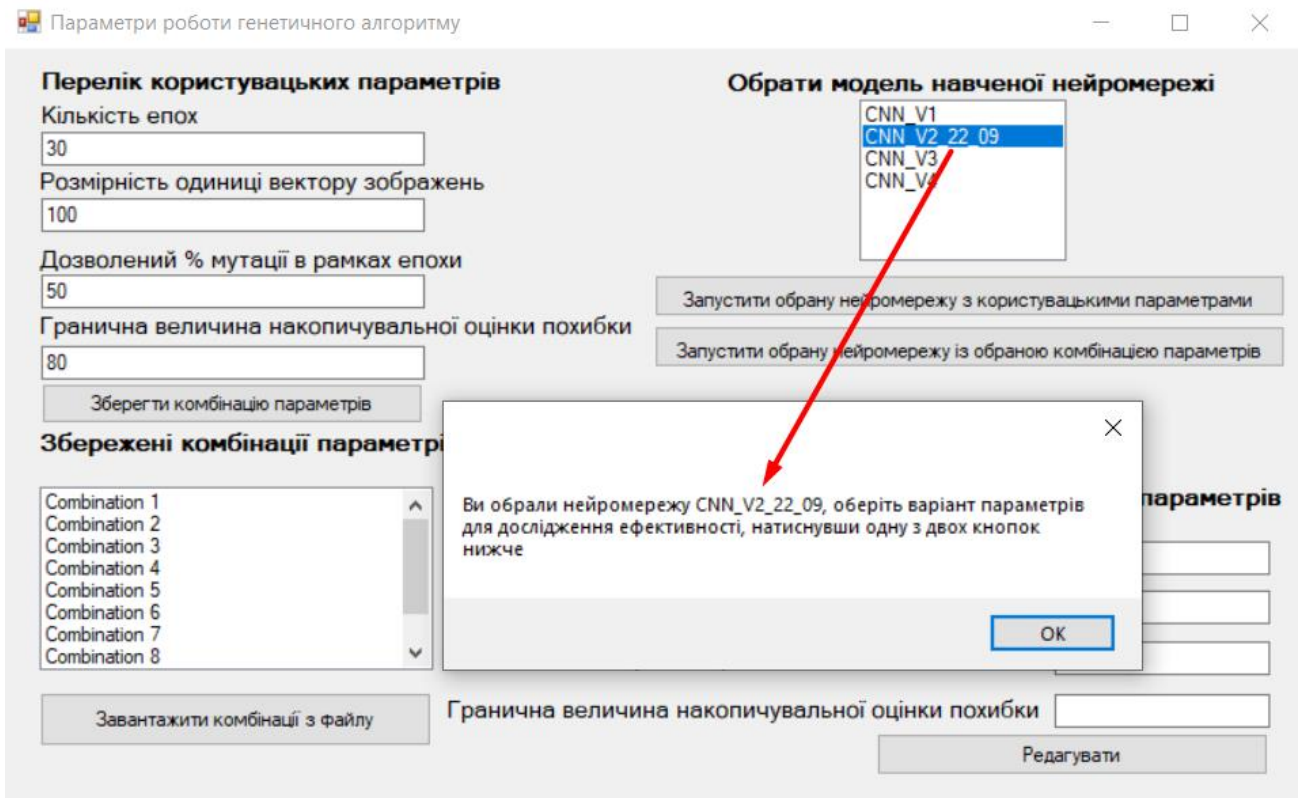 Параметри роботи генетичного алгоритму
Перелік користувацьких параметрів
Кількість епох
30
Розмірність одиниці вектору зображень
100
Дозволений % мутації в рамках епохи
50
Гранична величина накопичувальної оцінки похибки
80
Зберегти комбінацію параметрів
Обрати модель навченої нейромережі
CNN_V1
CNN_V2_22_09
CNN_V3
CNN_V4
Запустити обрану нейромережу з користувацькими параметрами
Запустити обрану нейромережу із обраною комбінацією параметрів
Збережені комбінації
Combination 1
Combination 2
Combination 3
Combination 4
Combination 5
Combination 6
Combination 7
Combination 8
Завантажити комбінації з файлу
Ви обрали нейромережу CNN_V2_22_09, оберіть варіант параметрів
для дослідження ефективності, натиснувши одну з двох кнопок
нижче
OK
параметрів
Гранична величина накопичувальної оцінки похибки
Редагувати